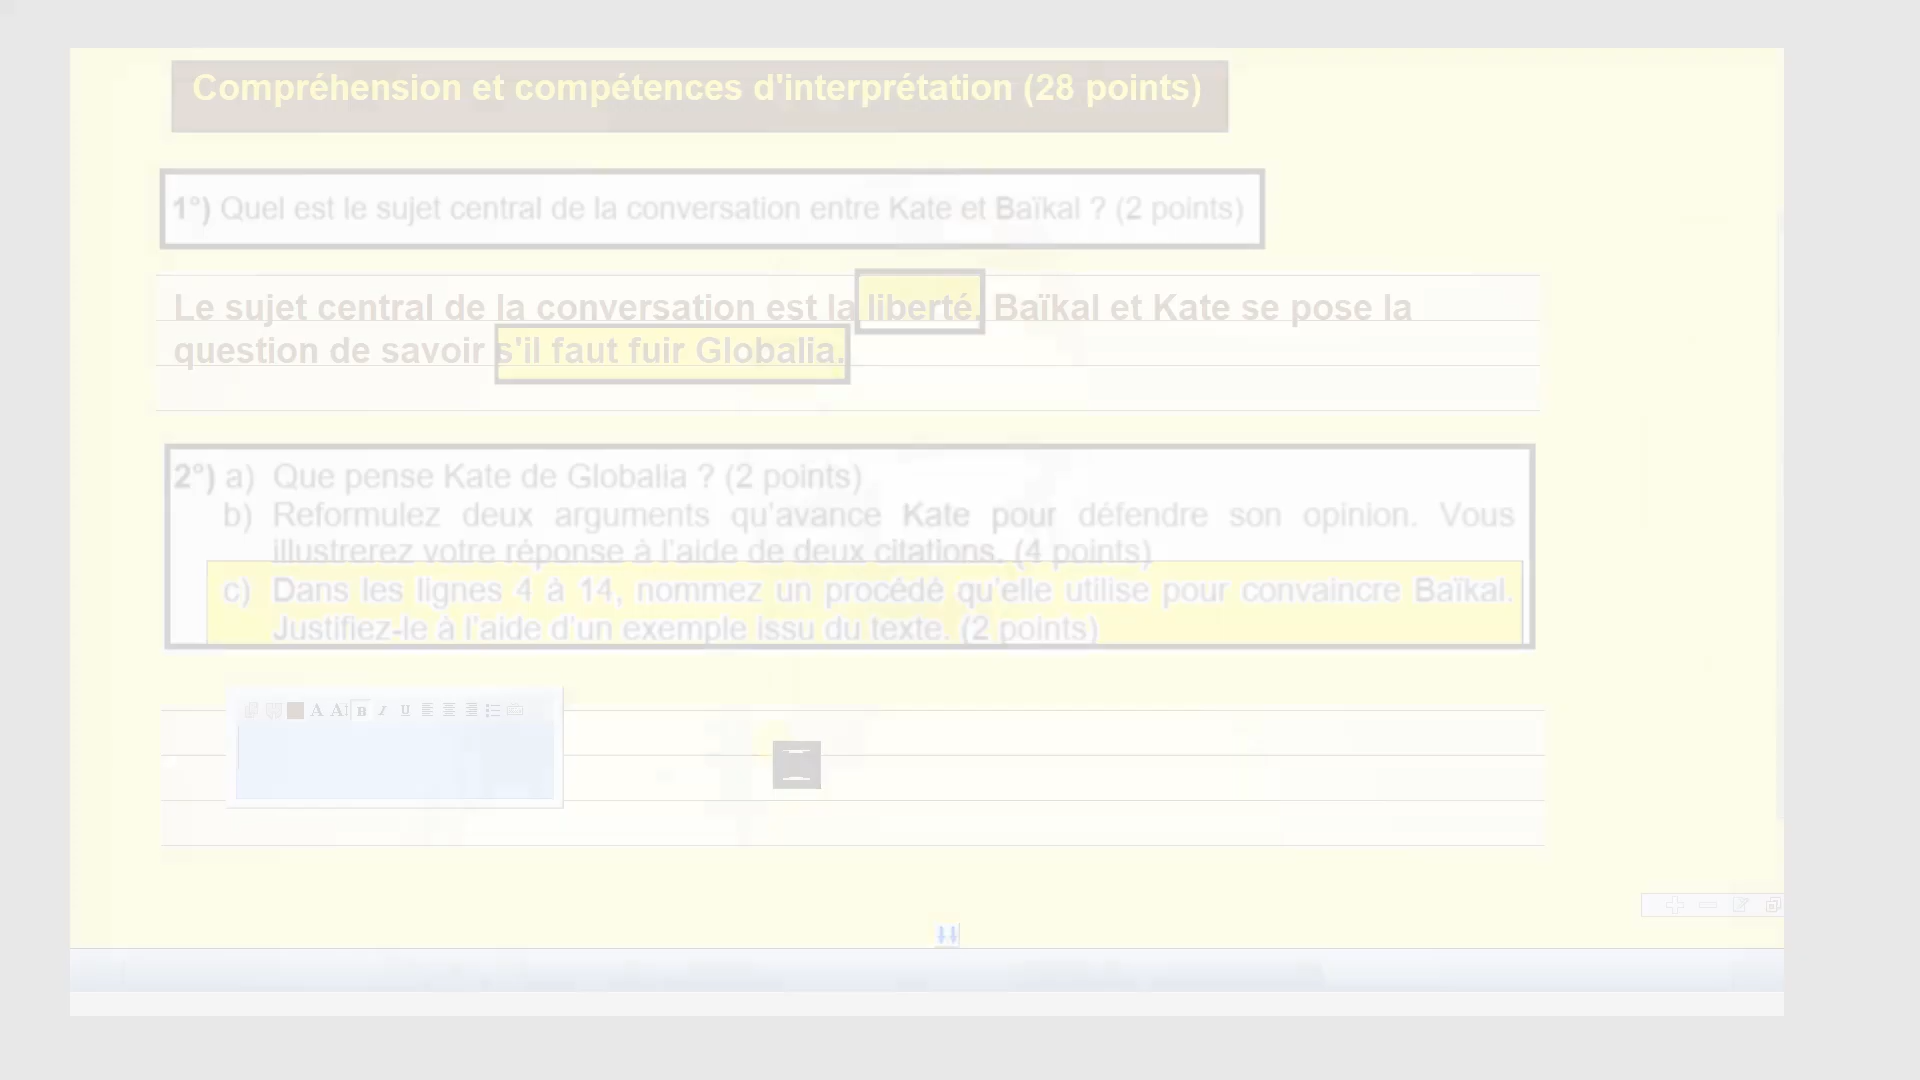 Compréhension et compétences d'interprétation (28 points)
1°) Quel est le sujet central de la conversation entre Kate et Baïkal ? (2 points)
Le sujet central de la conversation est la liberté. Baïkal et Kate se pose la
question de savoir s'il faut fuir Globalia.
2°) a) Que pense Kate de Globalia ? (2 points)
b) Reformulez deux arguments qu'avance Kate pour défendre son opinion. Vous
illustrerez votre réponse à l'aide de deux citations. (4 points)
c) Dans les lignes 4 à 14, nommez un procédé qu'elle utilise pour convaincre Baïkal.
Justifiez-le à l'aide d'un exemple issu du texte. (2 points)